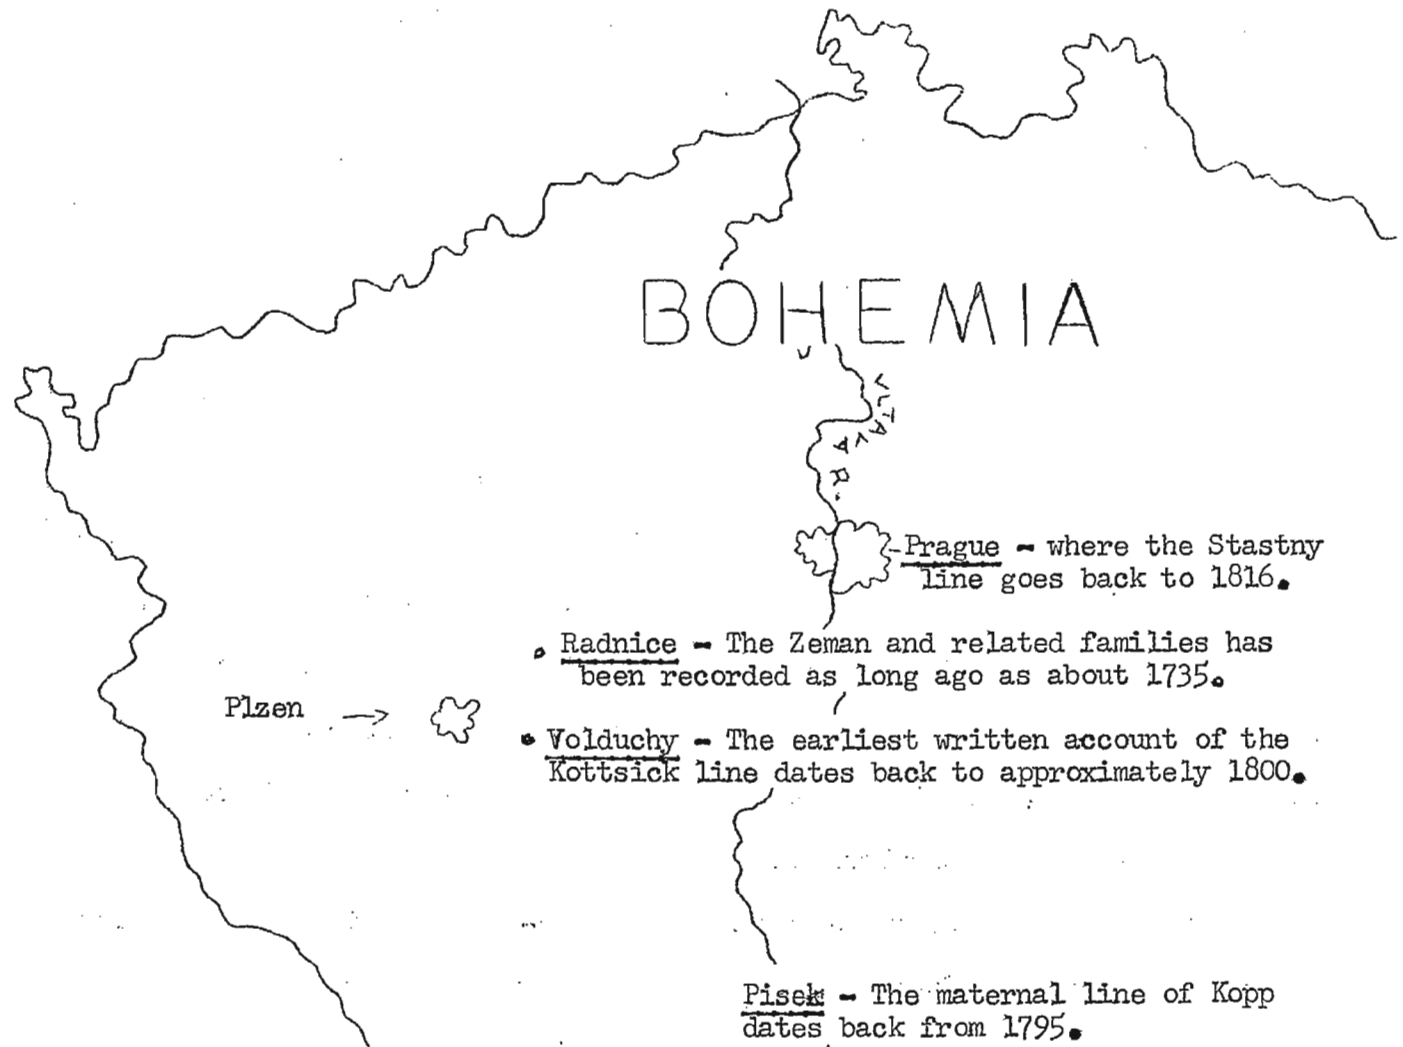 BOHEMIA
VLTAVA R.
Prague - where the Stastny
line goes back to 1816.
Radnice - The Zeman and related families has
been recorded as long ago as about 1735.
Plzen
Volduchy - The earliest written account of the
Kottsick line dates back to approximately 1800.
Pisek - The maternal line of Kopp
dates back from 1795.